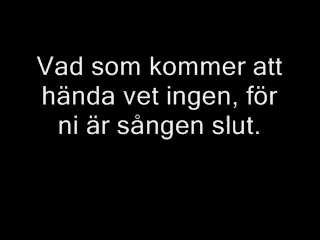 Vad som kommer att
hända vet ingen, för
ni är sången slut.